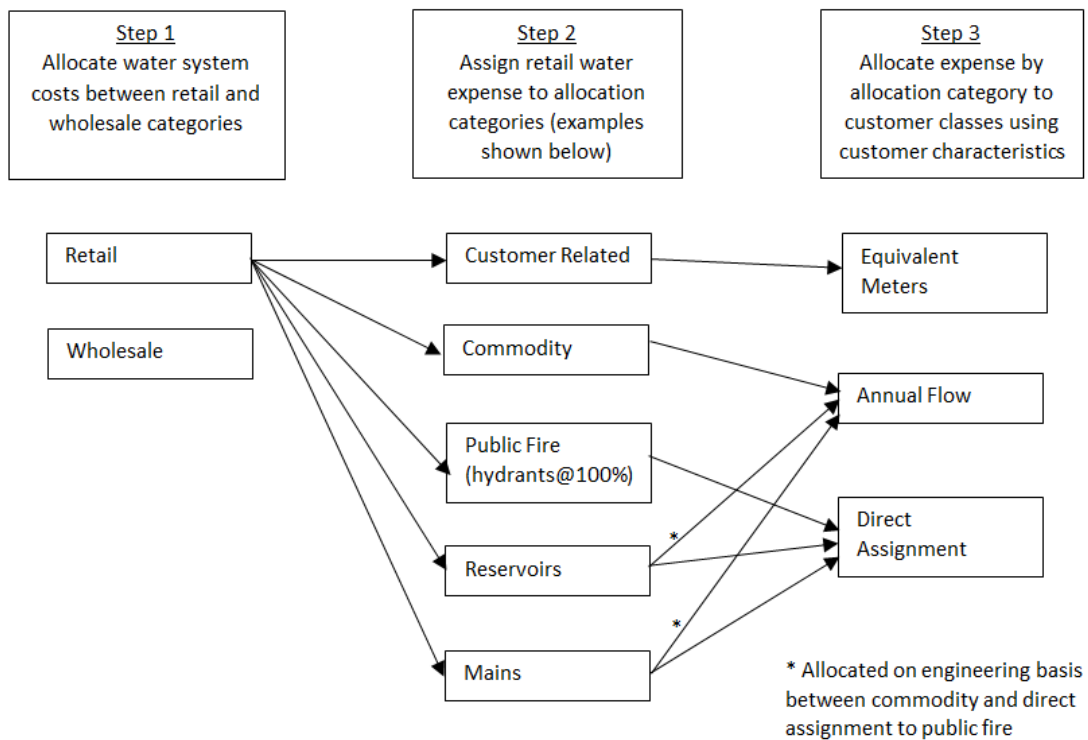 Step 1
Allocate water system
costs between retail and
wholesale categories
Step 2
Assign retail water
expense to allocation
categories (examples
shown below)
Step 3
Allocate expense by
allocation category to
customer classes using
customer characteristics
Retail
Wholesale
Customer Related
Commodity
Public Fire
(hydrants@100%)
Reservoirs
Mains
Equivalent
Meters
Annual Flow
Direct
Assignment
*
*
* Allocated on engineering basis
between commodity and direct
assignment to public fire